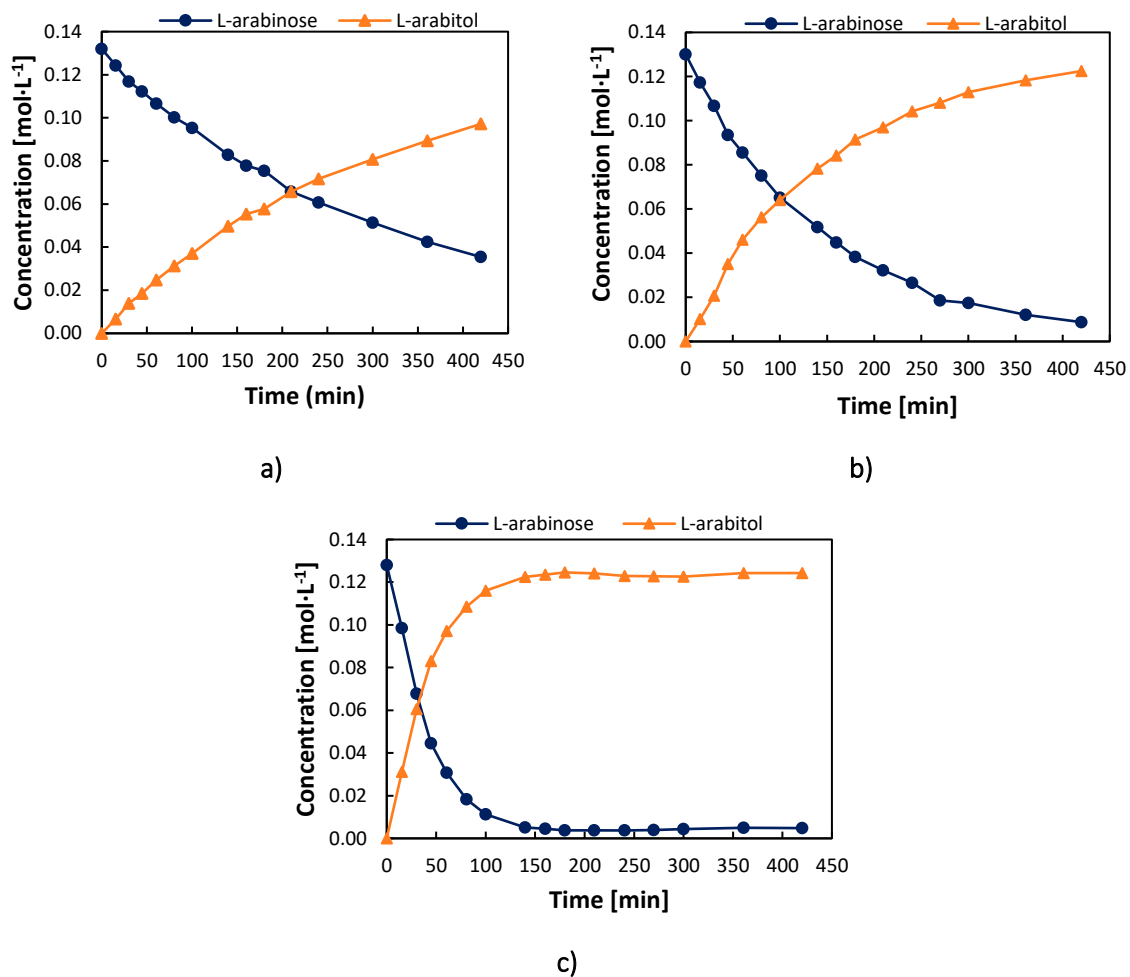 L-arabinose L-arabitol
Concentration [mol·L⁻¹]
0.14
0.12
0.10
0.08
0.06
0.04
0.02
0.00
0 50 100 150 200 250 300 350 400 450
Time (min)
a)
L-arabinose L-arabitol
Concentration [mol·L⁻¹]
0.14
0.12
0.10
0.08
0.06
0.04
0.02
0.00
0 50 100 150 200 250 300 350 400 450
Time [min]
b)
L-arabinose L-arabitol
Concentration [mol·L⁻¹]
0.14
0.12
0.10
0.08
0.06
0.04
0.02
0.00
0 50 100 150 200 250 300 350 400 450
Time [min]
c)